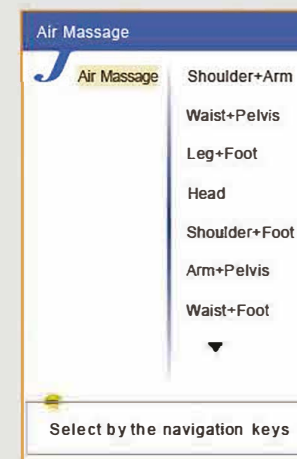 Air Massage
Air Massage
Shoulder+Arm
Waist+Pelvis
Leg+Foot
Head
Shoulder+Foot
Arm+Pelvis
Waist+Foot
Select by the navigation keys